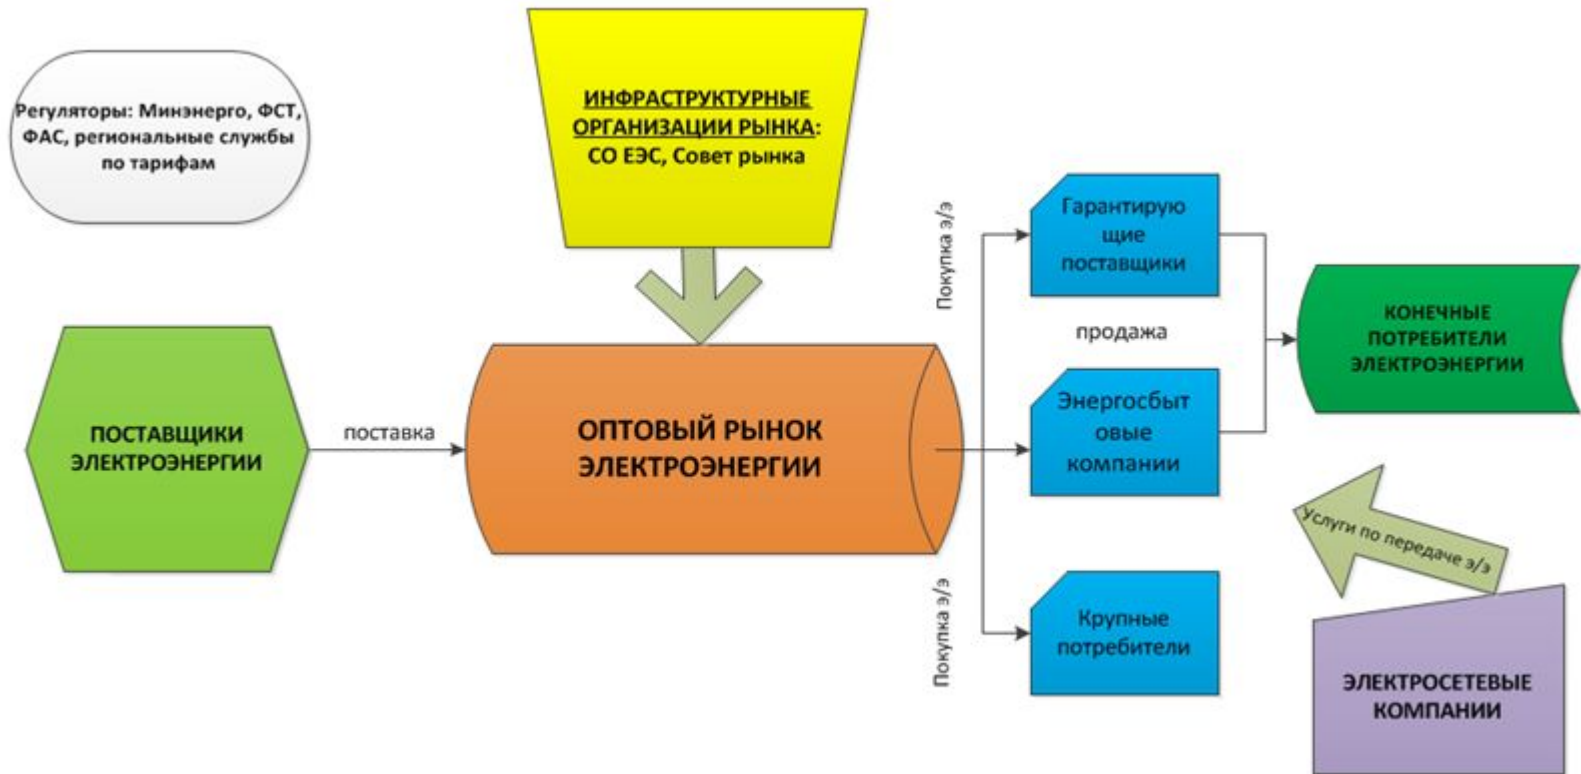 Регуляторы: Минэнерго, ФСТ,
ФАС, региональные службы
по тарифам
ИНФРАСТРУКТУРНЫЕ
ОРГАНИЗАЦИИ РЫНКА:
СО ЕЭС, Совет рынка
ПОСТАВЩИКИ
ЭЛЕКТРОЭНЕРГИИ
поставка
ОПТОВЫЙ РЫНОК
ЭЛЕКТРОЭНЕРГИИ
Покупка э/э
Покупка э/э
Гарантирую
щие
поставщики
продажа
Энергосбыт
овые
компании
Крупные
потребители
КОНЕЧНЫЕ
ПОТРЕБИТЕЛИ
ЭЛЕКТРОЭНЕРГИИ
Услуги по передаче э/э
ЭЛЕКТРОСЕТЕВЫЕ
КОМПАНИИ